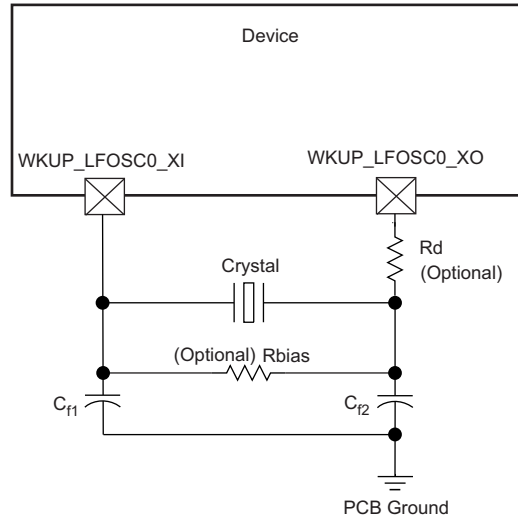 Device
WKUP_LFOSC0_XI
WKUP_LFOSC0_XO
Rd
(Optional)
Crystal
(Optional) Rbias
Cf1
Cf2
PCB Ground